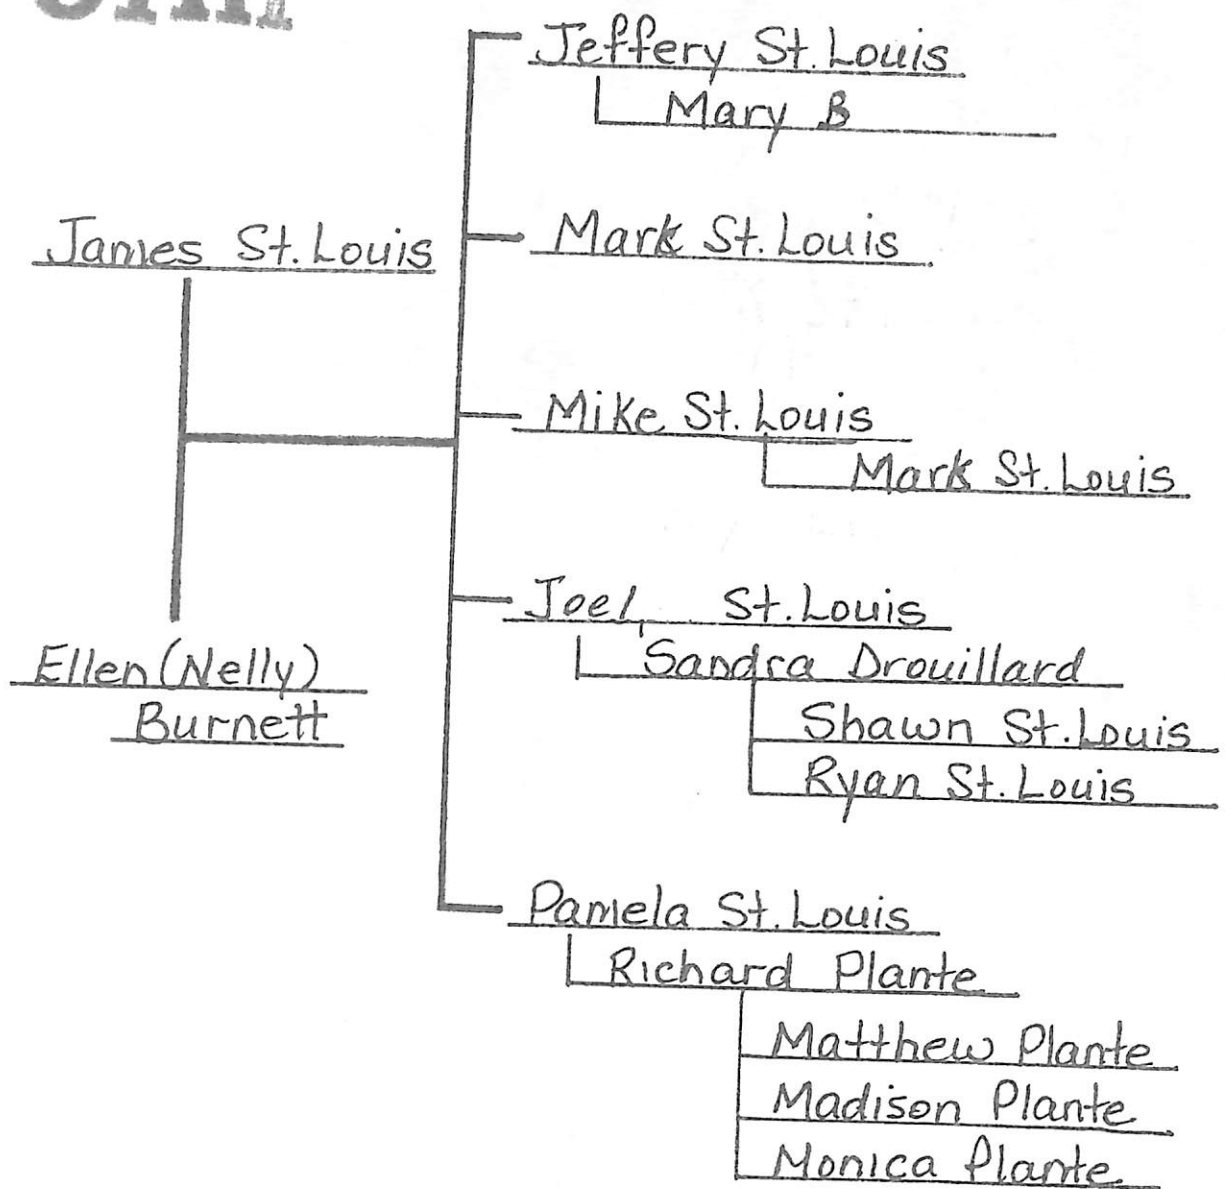 Jeffery St. Louis
Mary B
James St. Louis
Mark St. Louis
Mike St. Louis
Mark St. Louis
Joel, St. Louis
Ellen (Nelly)
Sandra Drouillard
Burnett
Shawn St. Louis
Ryan St. Louis
Pamela St. Louis
Richard Plante
Matthew Plante
Madison Plante
Monica Plante